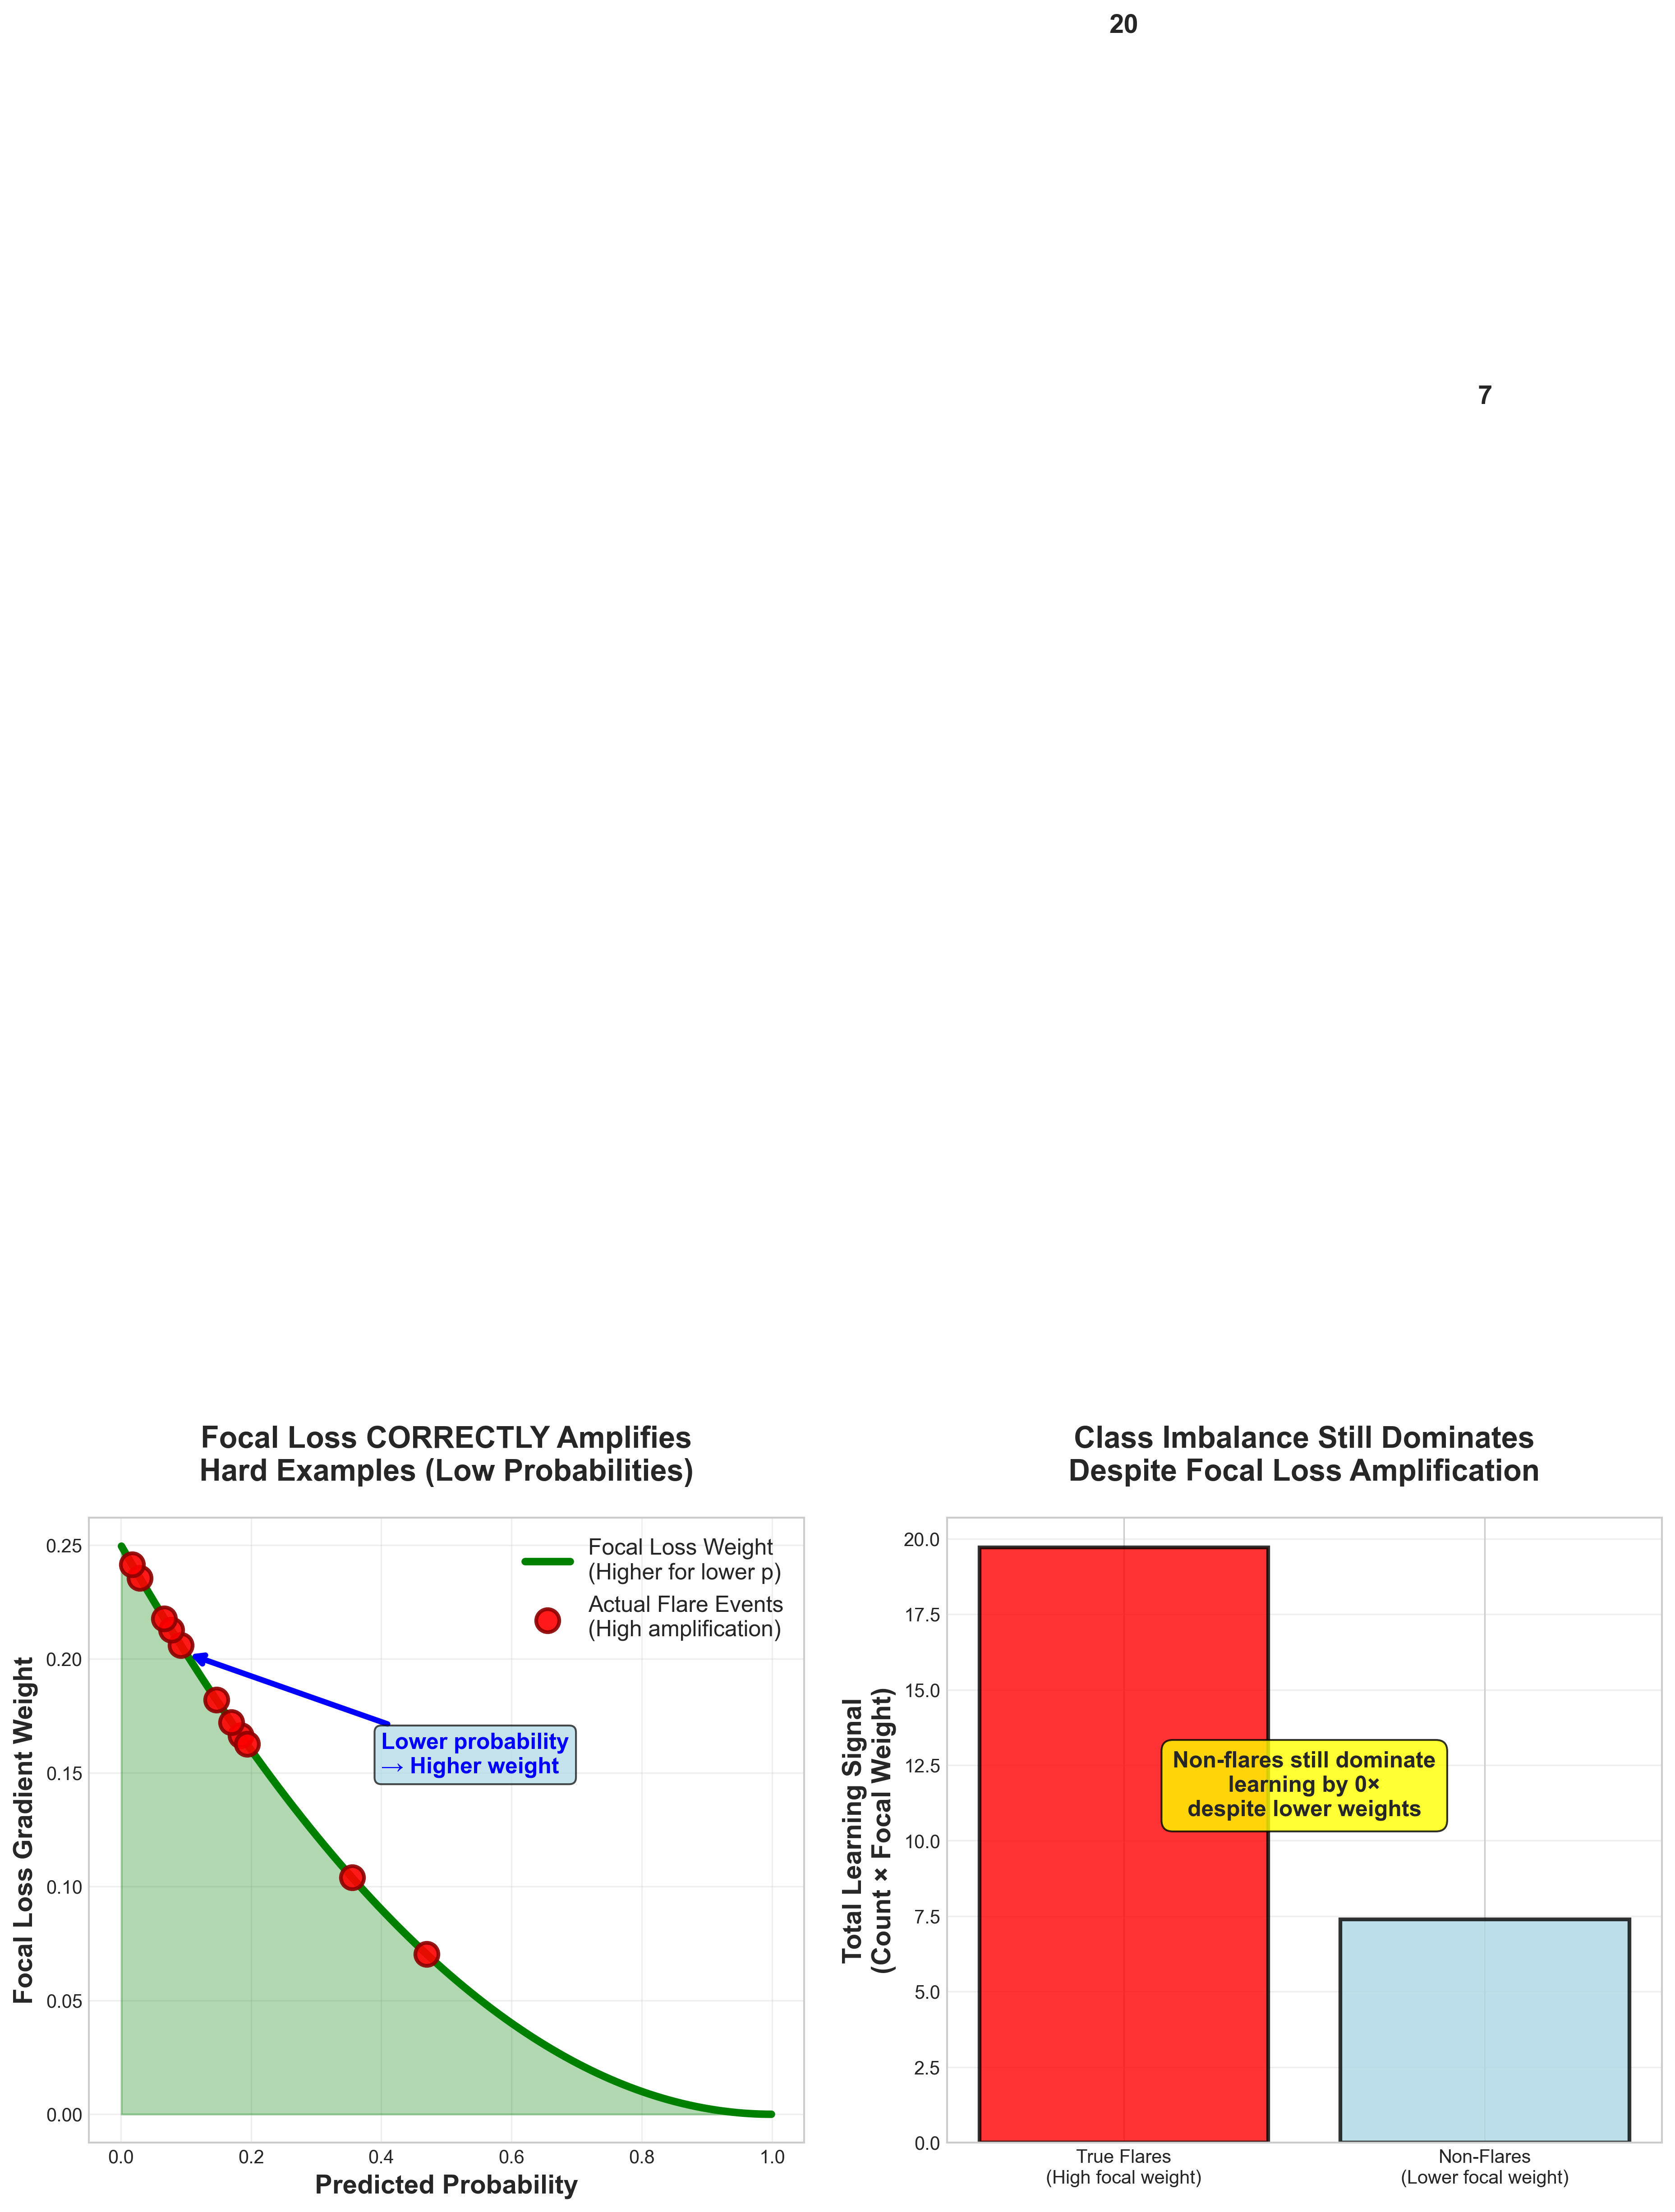 20
7
Focal Loss CORRECTLY Amplifies
Hard Examples (Low Probabilities)
Focal Loss Gradient Weight
0.25
0.20
0.15
0.10
0.05
0.00
Focal Loss Weight
(Higher for lower p)
Actual Flare Events
(High amplification)
Lower probability
→ Higher weight
0.0
0.2
0.4
0.6
0.8
1.0
Predicted Probability
Class Imbalance Still Dominates
Despite Focal Loss Amplification
Total Learning Signal
(Count × Focal Weight)
20.0
17.5
15.0
12.5
10.0
7.5
5.0
2.5
0.0
Non-flares still dominate
learning by 0×
despite lower weights
True Flares
(High focal weight)
Non-Flares
(Lower focal weight)